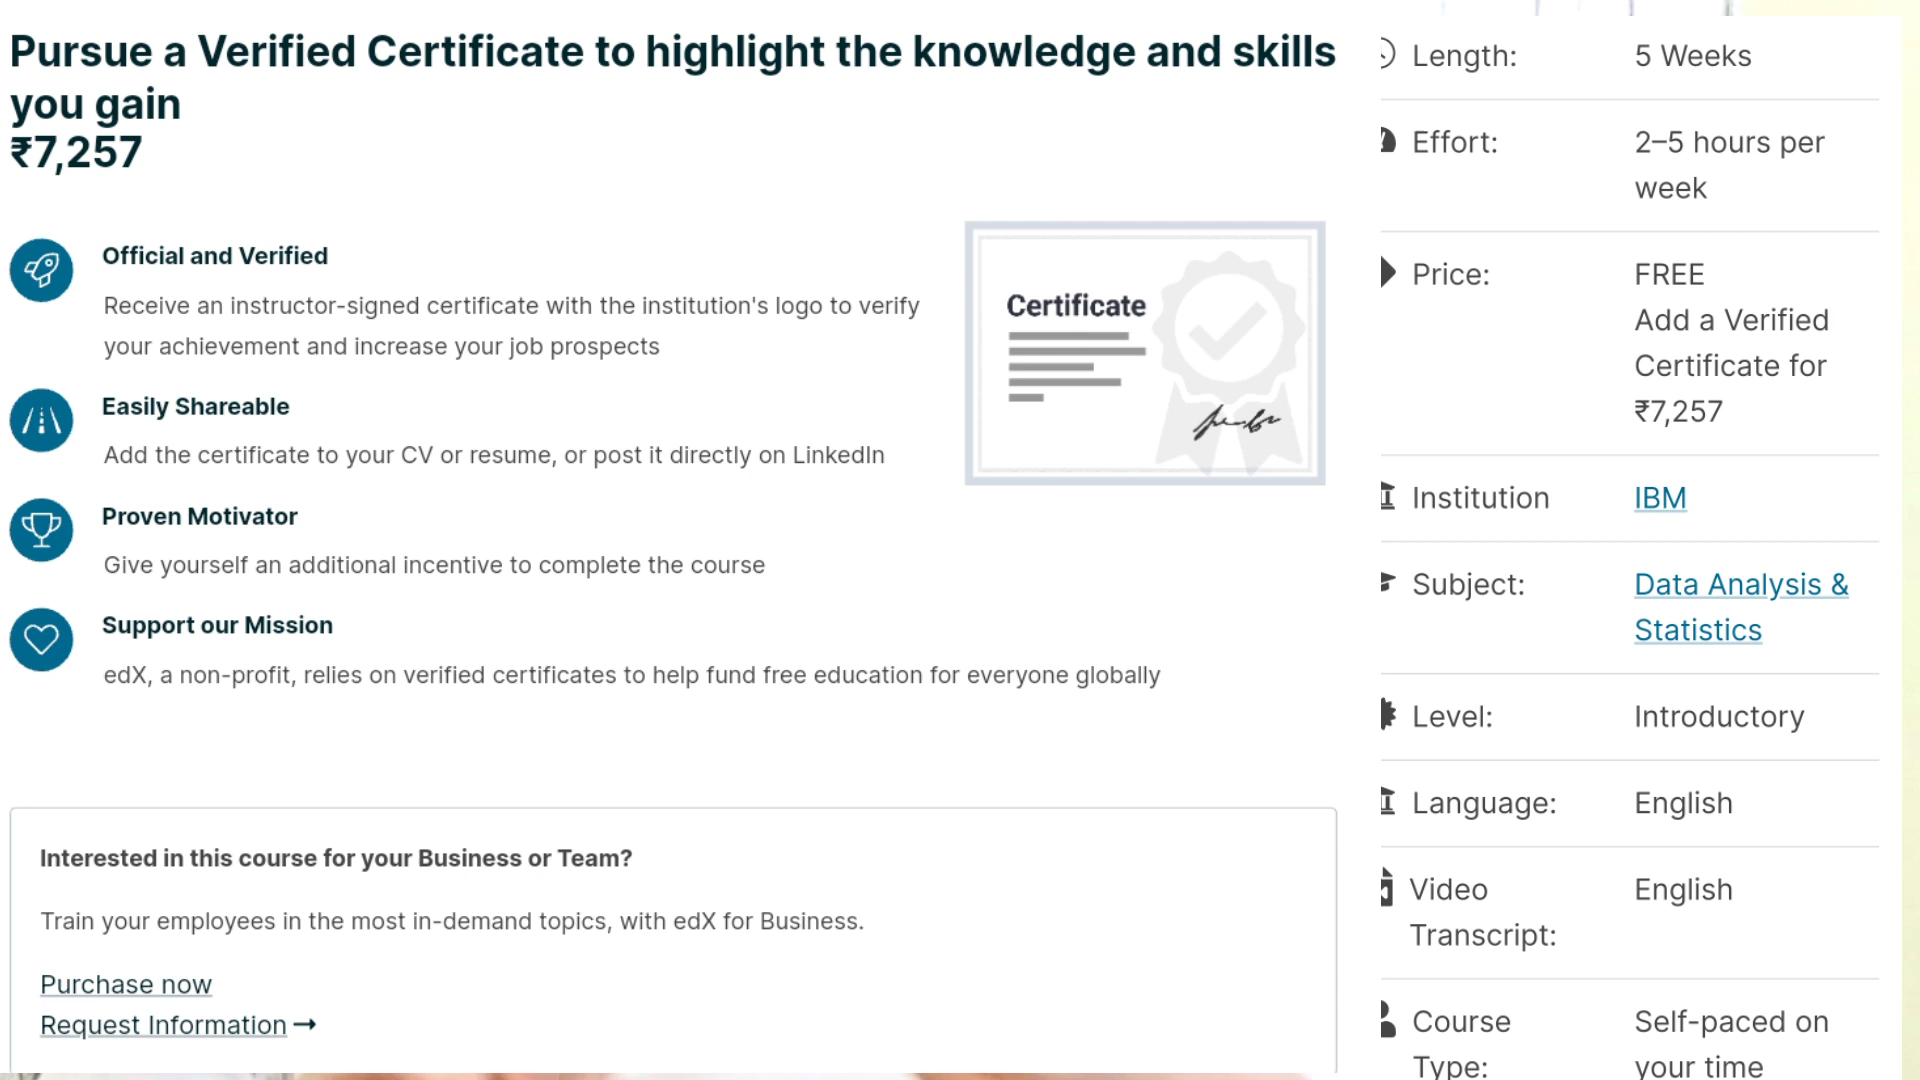 Pursue a Verified Certificate to highlight the knowledge and skills
you gain
₹7,257
Official and Verified
Receive an instructor-signed certificate with the institution's logo to verify
your achievement and increase your job prospects
Easily Shareable
Add the certificate to your CV or resume, or post it directly on LinkedIn
Proven Motivator
Give yourself an additional incentive to complete the course
Support our Mission
edX, a non-profit, relies on verified certificates to help fund free education for everyone globally
Certificate
Interested in this course for your Business or Team?
Train your employees in the most in-demand topics, with edX for Business.
Purchase now
Request Information →
Length: 5 Weeks
Effort: 2–5 hours per
week
Price: FREE
Add a Verified
Certificate for
₹7,257
Institution IBM
Subject: Data Analysis &
Statistics
Level: Introductory
Language: English
Video English
Transcript:
Course Self-paced on
Type: your time